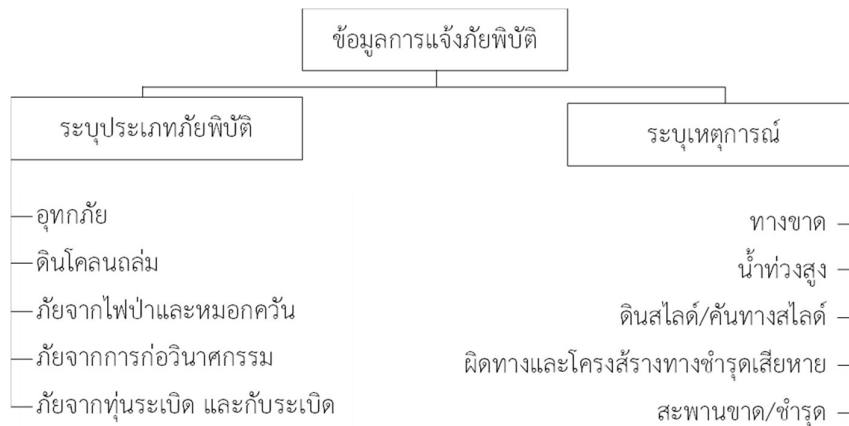 ข้อมูลการแจ้งภัยพิบัติ
ระบุประเภทภัยพิบัติ
ระบุเหตุการณ์
อุทกภัย
ดินโคลนถล่ม
ภัยจากไฟป่าและหมอกควัน
ภัยจากการก่อวินาศกรรม
ภัยจากทุ่นระเบิด และกับระเบิด
ทางขาด
น้ำท่วงสูง
ดินสไลด์/คันทางสไลด์
ผิดทางและโครงส้รางทางชำรุดเสียหาย
สะพานขาด/ชำรุด